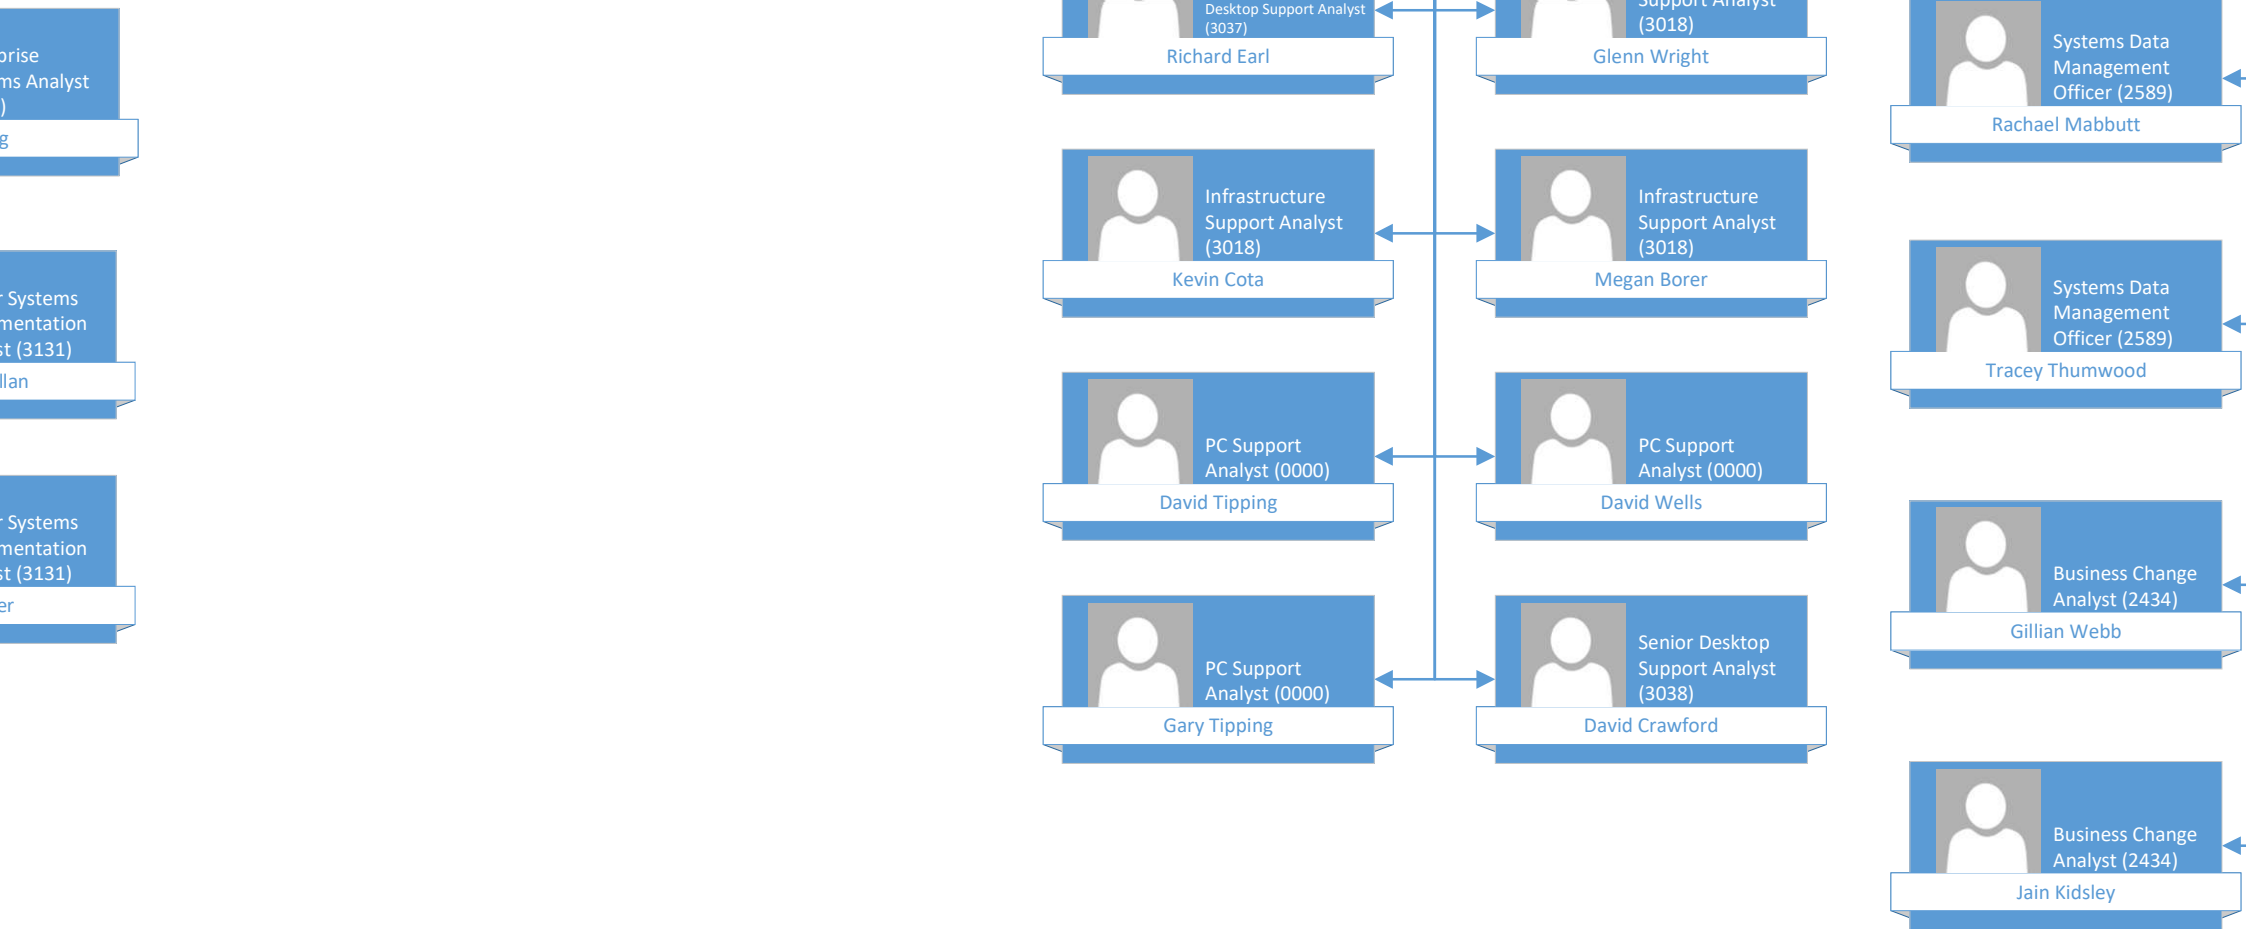 prise
ms Analyst
)
g
r Systems
mentation
st (3131)
llan
r Systems
mentation
st (3131)
er
Desktop Support Analyst
(3037)
Richard Earl
Support Analyst
(3018)
Glenn Wright
Infrastructure
Support Analyst
(3018)
Kevin Cota
Infrastructure
Support Analyst
(3018)
Megan Borer
PC Support
Analyst (0000)
David Tipping
PC Support
Analyst (0000)
David Wells
PC Support
Analyst (0000)
Gary Tipping
Senior Desktop
Support Analyst
(3038)
David Crawford
Systems Data
Management
Officer (2589)
Rachael Mabbutt
Systems Data
Management
Officer (2589)
Tracey Thumwood
Business Change
Analyst (2434)
Gillian Webb
Business Change
Analyst (2434)
Jain Kidsley